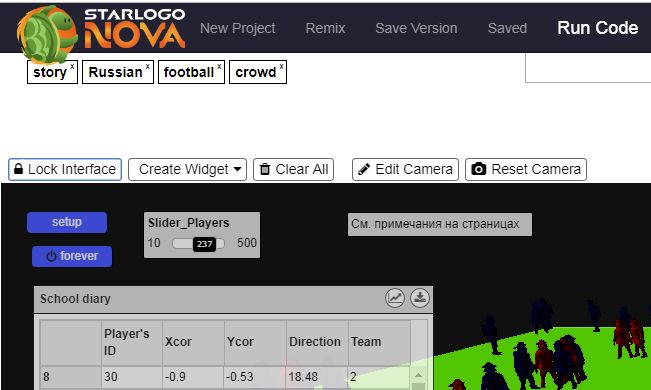 STARLOGO
NOVA
New Project Remix Save Version Saved Run Code
story x Russian x football x crowd x
Lock Interface Create Widget Clear All Edit Camera Reset Camera
setup
Slider_Players
См. примечания на страницах
10 237 500
forever
School diary
Player's ID Xcor Ycor Direction Team
8 30 -0.9 -0.53 18.48 2